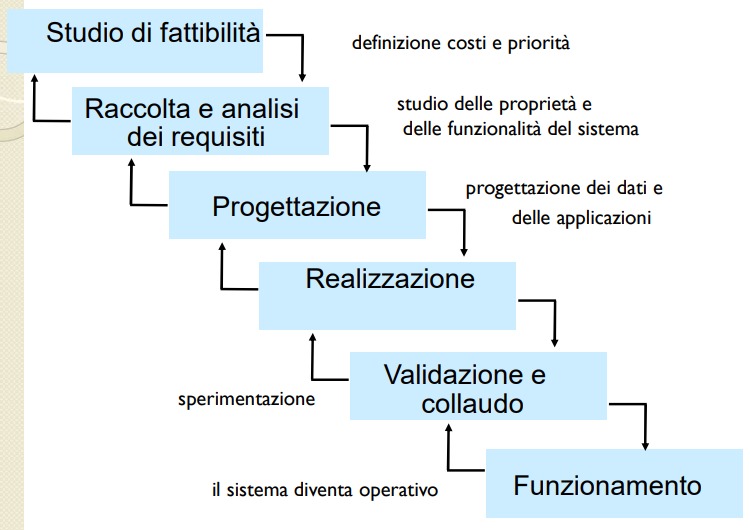 Studio di fattibilità
definizione costi e priorità
Raccolta e analisi
dei requisiti
studio delle proprietà e
delle funzionalità del sistema
Progettazione
progettazione dei dati e
delle applicazioni
Realizzazione
Validazione e
collaudo
sperimentazione
Funzionamento
il sistema diventa operativo